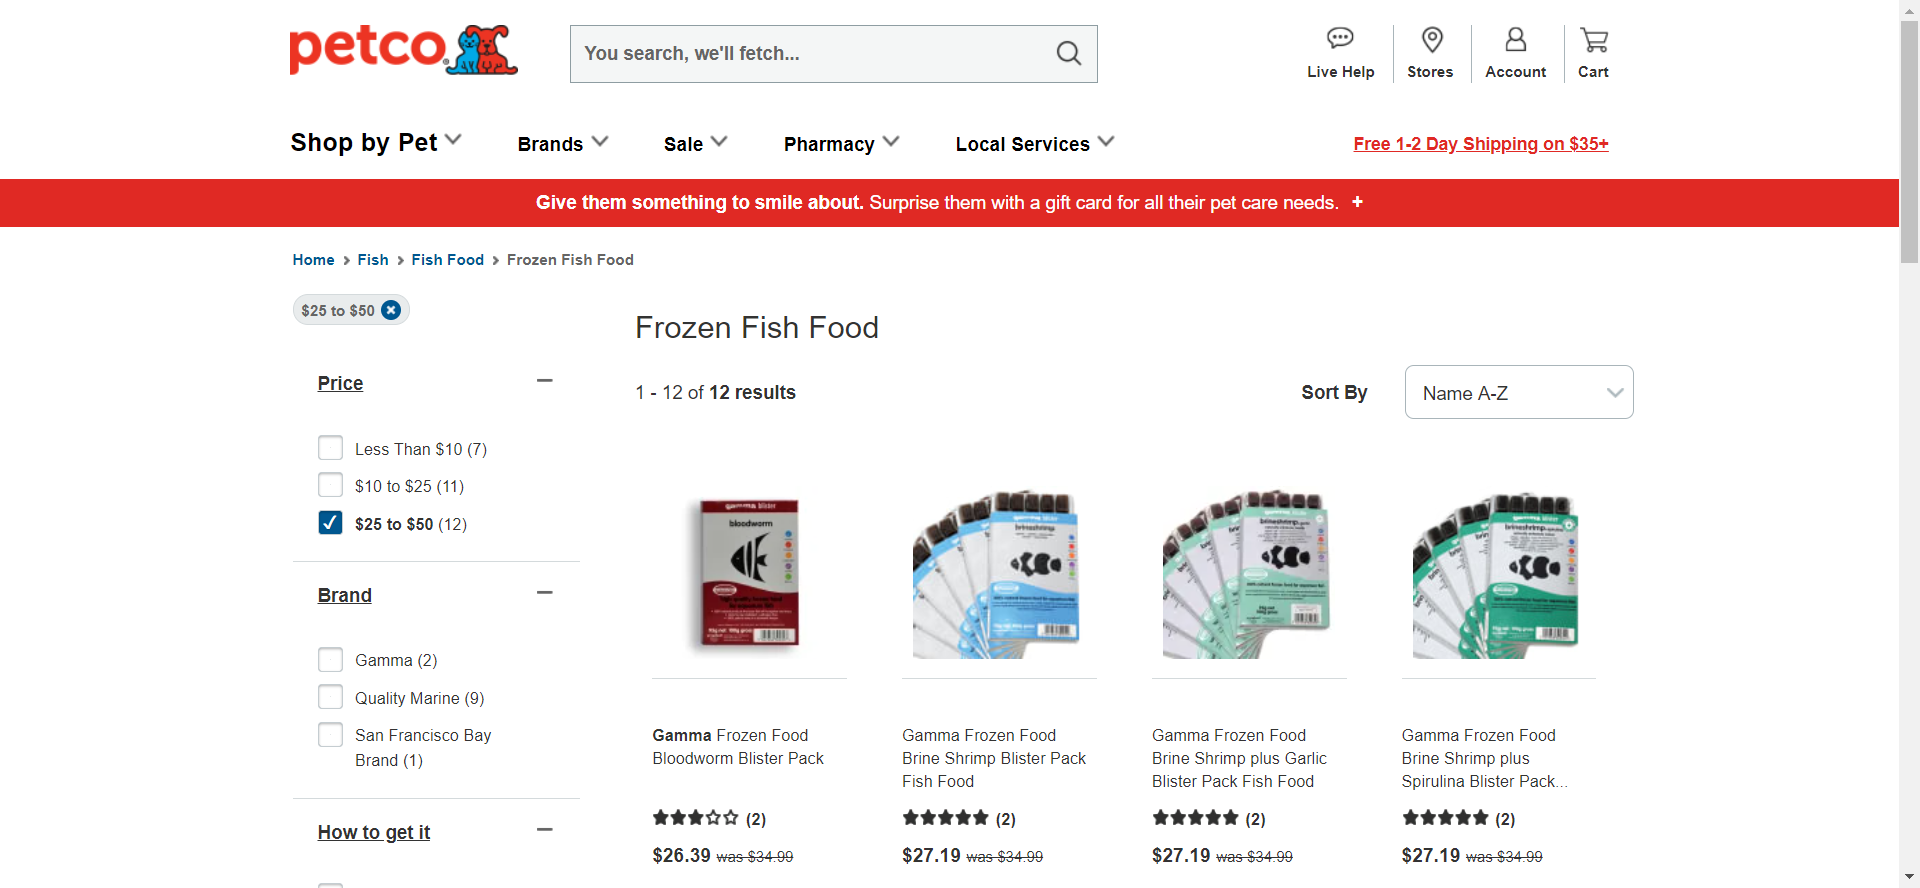 petco
You search, we'll fetch...
Live Help
Stores
Account
Cart
Shop by Pet
Brands
Sale
Pharmacy
Local Services
Free 1-2 Day Shipping on $35+
Give them something to smile about. Surprise them with a gift card for all their pet care needs. +
Home > Fish > Fish Food > Frozen Fish Food
$25 to $50
Price
Less Than $10 (7)
$10 to $25 (11)
$25 to $50 (12)
Brand
Gamma (2)
Quality Marine (9)
San Francisco Bay
Brand (1)
How to get it
Frozen Fish Food
1 - 12 of 12 results
Sort By
Name A-Z
gamma blister
bloodworm
brineshrimp
brineshrimp
brineshrimp
Gamma Frozen Food
Bloodworm Blister Pack
(2)
$26.39 was $34.99
Gamma Frozen Food
Brine Shrimp Blister Pack
Fish Food
(2)
$27.19 was $34.99
Gamma Frozen Food
Brine Shrimp plus Garlic
Blister Pack Fish Food
(2)
$27.19 was $34.99
Gamma Frozen Food
Brine Shrimp plus
Spirulina Blister Pack...
(2)
$27.19 was $34.99